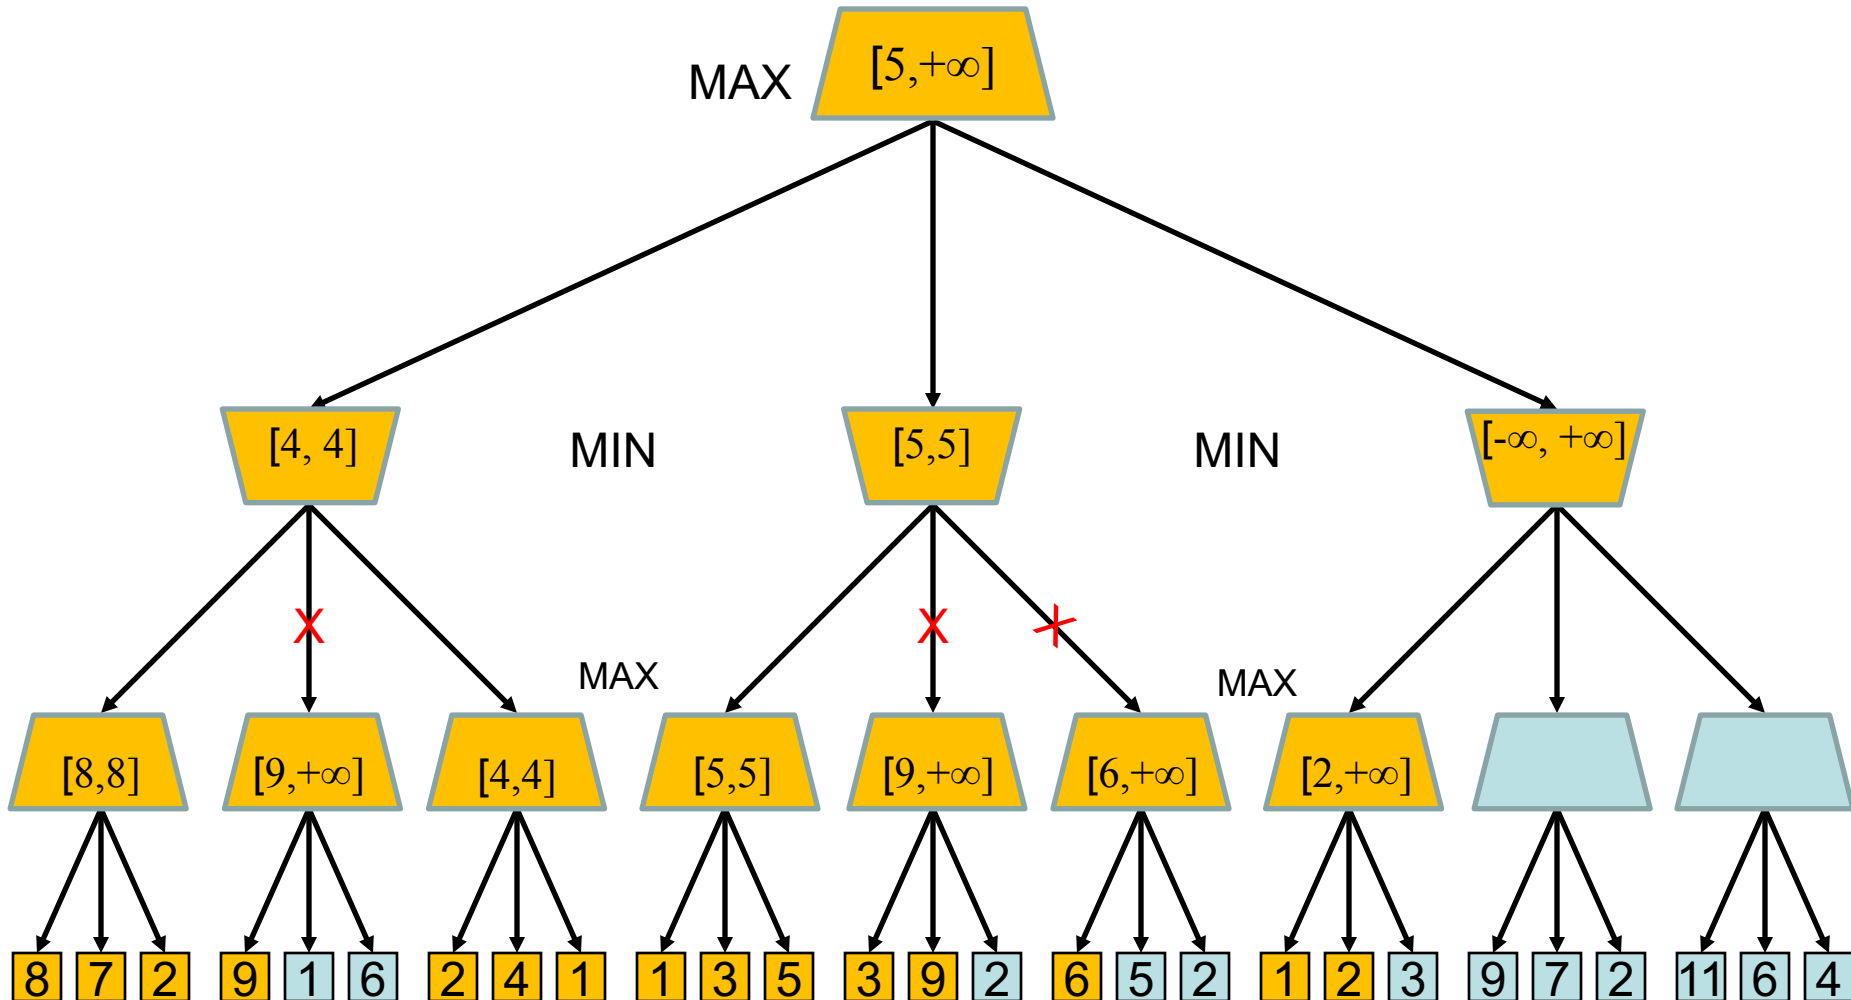 MAX
[5,+∞]
[4, 4]
MIN
[5,5]
MIN
[-∞, +∞]
X
X
X
MAX
MAX
[8,8]
[9,+∞]
[4,4]
[5,5]
[9,+∞]
[6,+∞]
[2,+∞]
8 7 2 9 1 6 2 4 1 1 3 5 3 9 2 6 5 2 1 2 3 9 7 2 11 6 4